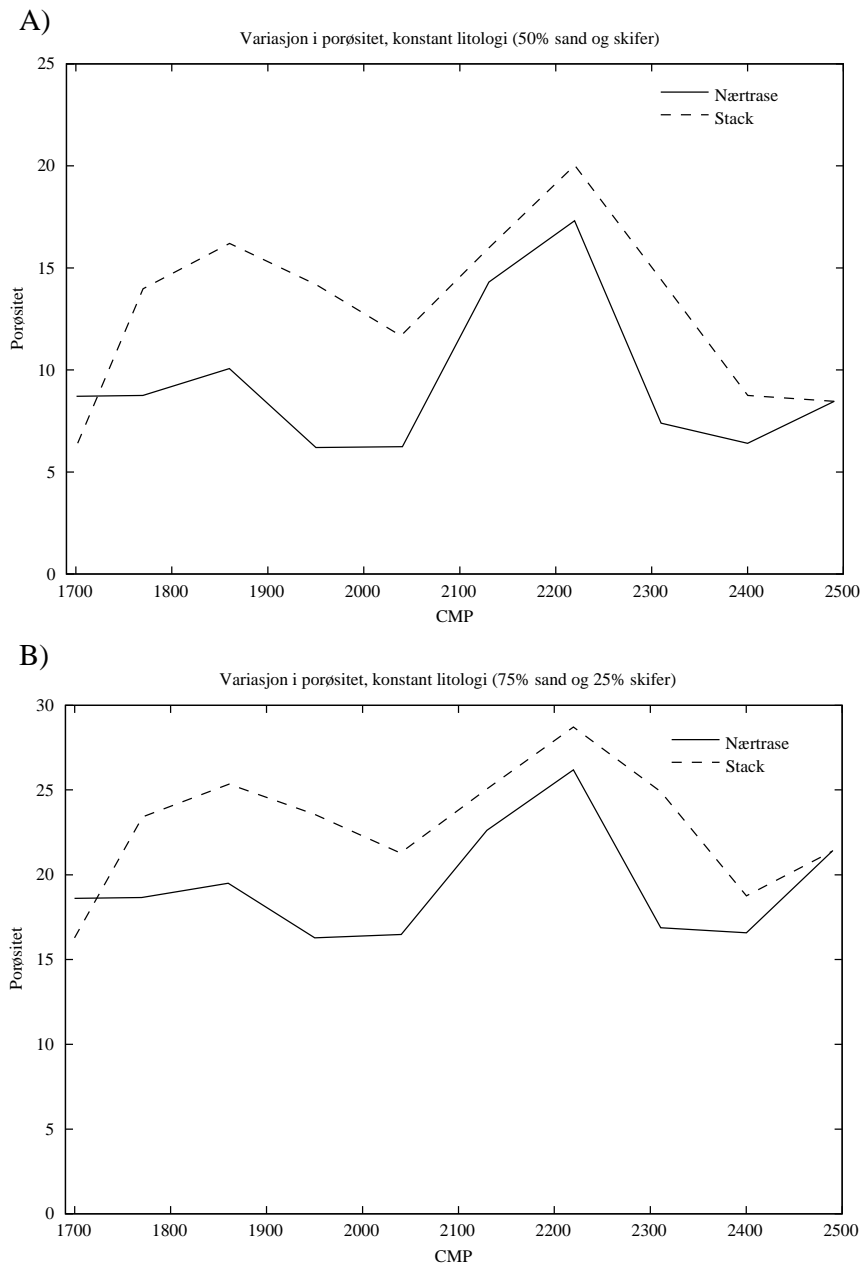 A)
Variasjon i porøsitet, konstant litologi (50% sand og skifer)
25
20
15
10
5
0
Porøsitet
Nærtrase
Stack
1700 1800 1900 2000 2100 2200 2300 2400 2500
CMP
B)
Variasjon i porøsitet, konstant litologi (75% sand og 25% skifer)
30
25
20
15
10
5
0
Porøsitet
Nærtrase
Stack
1700 1800 1900 2000 2100 2200 2300 2400 2500
CMP